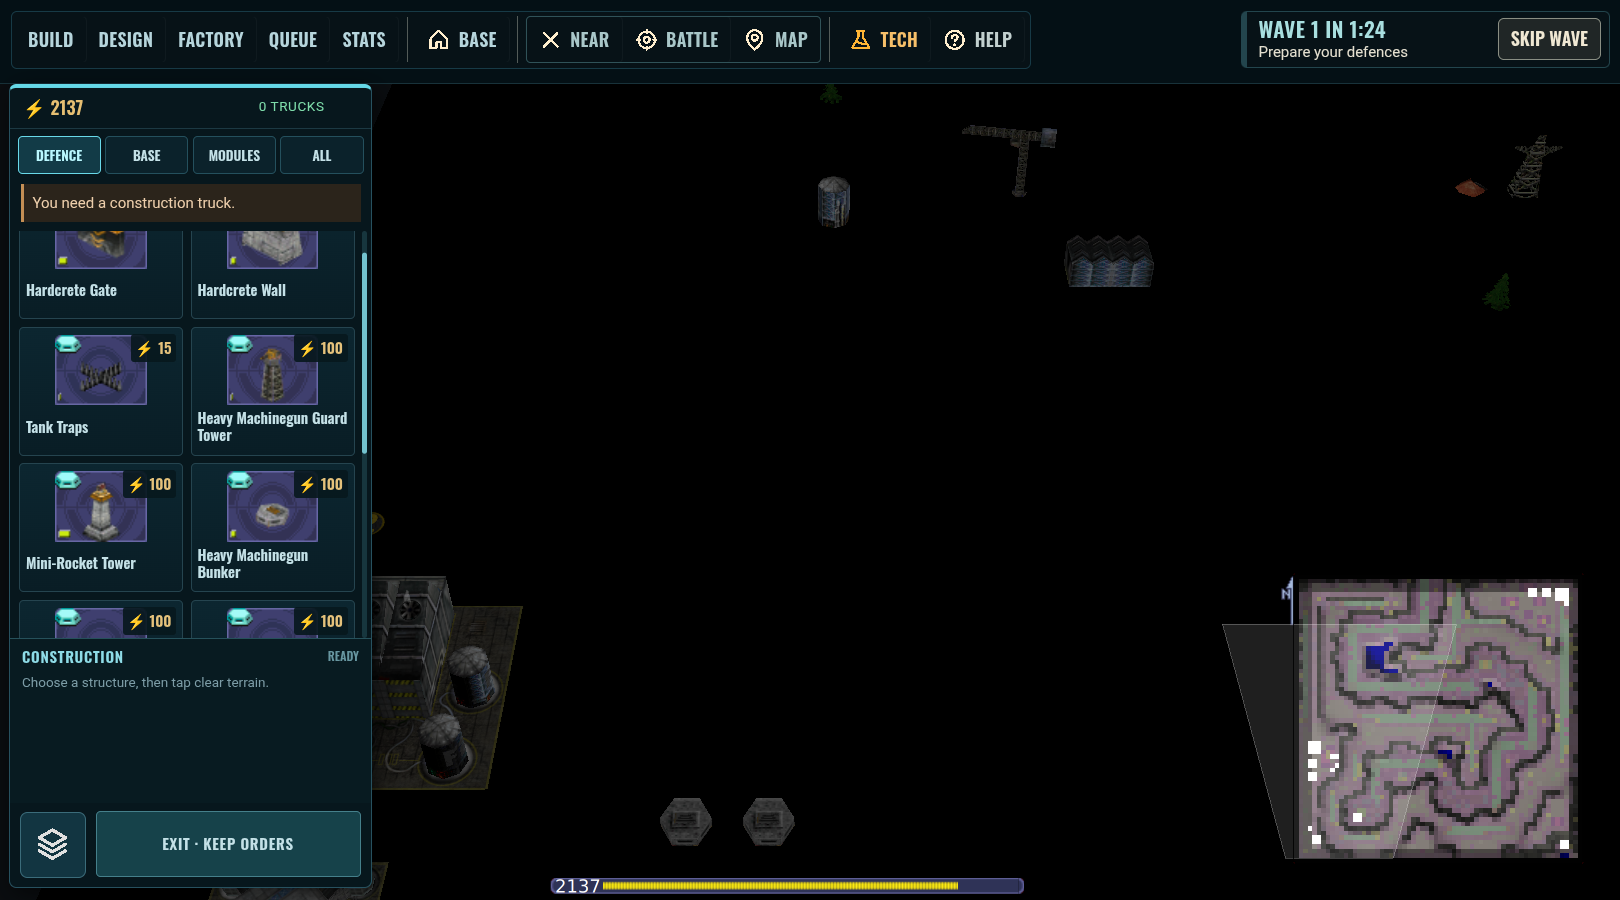 BUILD DESIGN FACTORY QUEUE STATS BASE NEAR BATTLE MAP TECH HELP
WAVE 1 IN 1:24
Prepare your defences
SKIP WAVE
2137
0 TRUCKS
DEFENCE BASE MODULES ALL
You need a construction truck.
Hardcrete Gate
Hardcrete Wall
15
Tank Traps
100
Heavy Machinegun Guard
Tower
100
Mini-Rocket Tower
100
Heavy Machinegun
Bunker
100
100
CONSTRUCTION
READY
Choose a structure, then tap clear terrain.
EXIT · KEEP ORDERS
N
2137